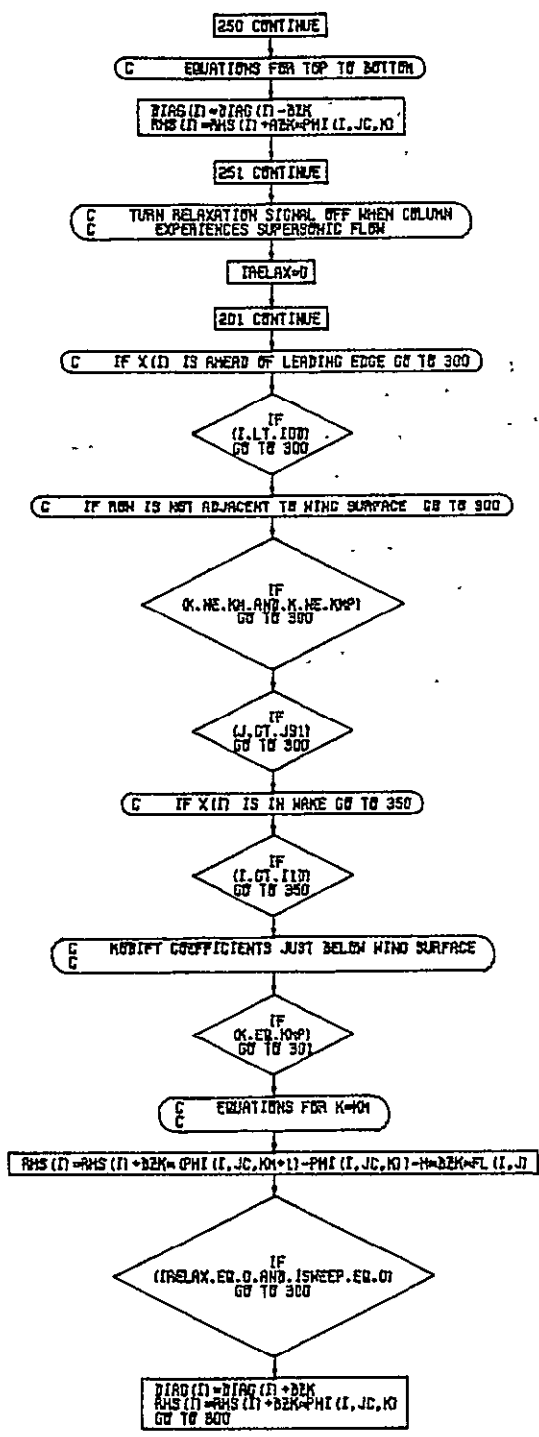 250 CONTINUE
C EQUATIONS FOR TOP TO BOTTOM
DIAG(I)=DIAG(I)-BZK
RHS(I)=RHS(I)+AZK*PHI(I,JC,K)
251 CONTINUE
C TURN RELAXATION SIGNAL OFF WHEN COLUMN
C EXPERIENCES SUPERSONIC FLOW
IRELAX=0
201 CONTINUE
C IF X(I) IS AHEAD OF LEADING EDGE GO TO 300
IF
(I.LT.IOD)
GO TO 300
C IF ROW IS NOT ADJACENT TO WING SURFACE GO TO 300
IF
(K.NE.KM.AND.K.NE.KMP)
GO TO 300
IF
(J.GT.JS1)
GO TO 300
C IF X(I) IS IN WAKE GO TO 350
IF
(I.GT.I1D)
GO TO 350
C MODIFY COEFFICIENTS JUST BELOW WING SURFACE
C
IF
(K.EQ.KMP)
GO TO 301
C EQUATIONS FOR K=KM
C
RHS(I)=RHS(I)+BZK*(PHI(I,JC,KM+1)-PHI(I,JC,K))-H*BZK*FL(I,J)
IF
(IRELAX.EQ.0.AND.ISWEEP.EQ.0)
GO TO 300
DIAG(I)=DIAG(I)+BZK
RHS(I)=RHS(I)+BZK*PHI(I,JC,K)
GO TO 300